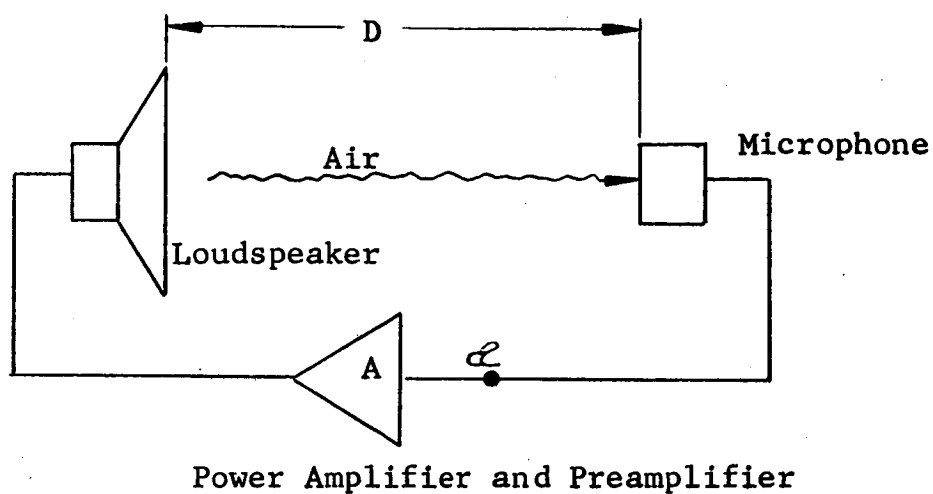 D
Air
Microphone
Loudspeaker
A
Power Amplifier and Preamplifier